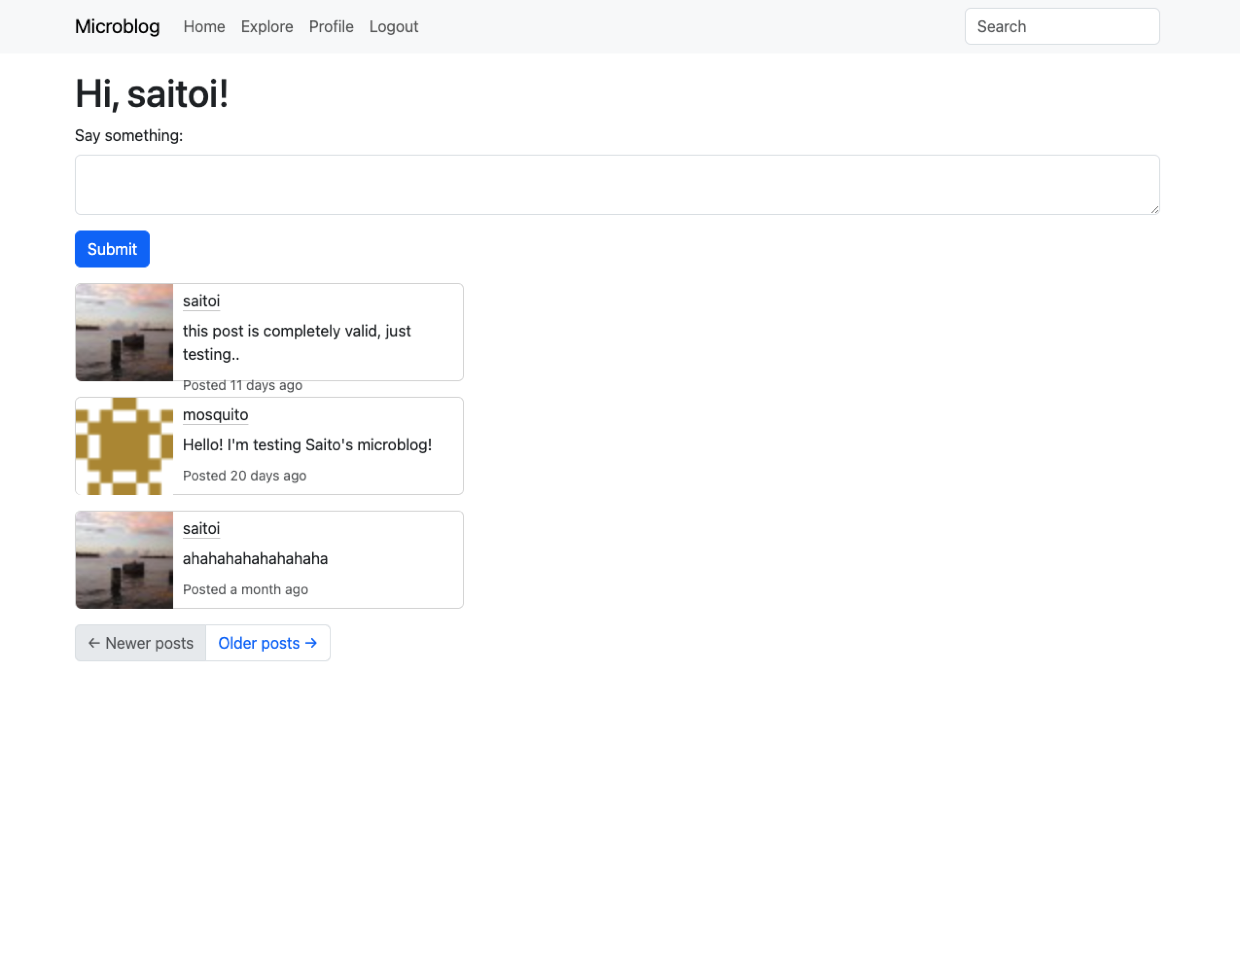 Microblog Home Explore Profile Logout Search
Hi, saitoi!
Say something:
Submit
saitoi
this post is completely valid, just
testing..
Posted 11 days ago
mosquito
Hello! I'm testing Saito's microblog!
Posted 20 days ago
saitoi
ahahahahahahahaha
Posted a month ago
← Newer posts Older posts →